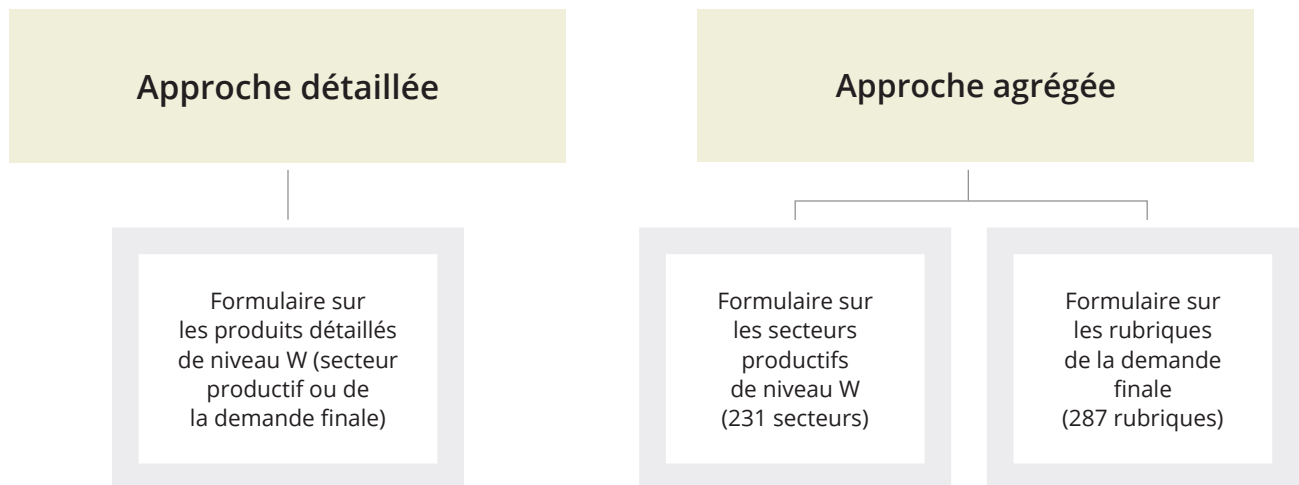 Approche détaillée
Formulaire sur
les produits détaillés
de niveau W (secteur
productif ou de
la demande finale)
Approche agrégée
Formulaire sur
les secteurs
productifs
de niveau W
(231 secteurs)
Formulaire sur
les rubriques
de la demande
finale
(287 rubriques)